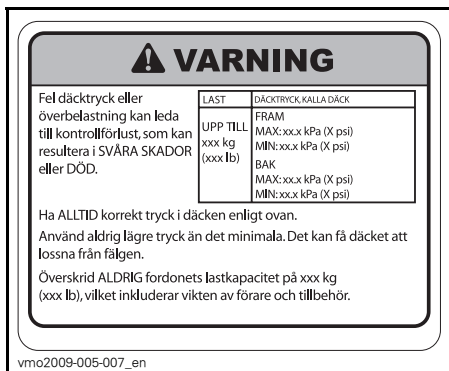 VARNING
Fel däcktryck eller
överbelastning kan leda
till kontrollförlust, som kan
resultera i SVÅRA SKADOR
eller DÖD.
LAST
DÄCKTRYCK, KALLA DÄCK
UPP TILL
xxx kg
(xxx lb)
FRAM
MAX: xx.x kPa (X psi)
MIN: xx.x kPa (X psi)
BAK
MAX: xx.x kPa (X psi)
MIN: xx.x kPa (X psi)
Ha ALLTID korrekt tryck i däcken enligt ovan.
Använd aldrig lägre tryck än det minimala. Det kan få däcket att
lossna från fälgen.
Överskrid ALDRIG fordonets lastkapacitet på xxx kg
(xxx lb), vilket inkluderar vikten av förare och tillbehör.
vmo2009-005-007_en